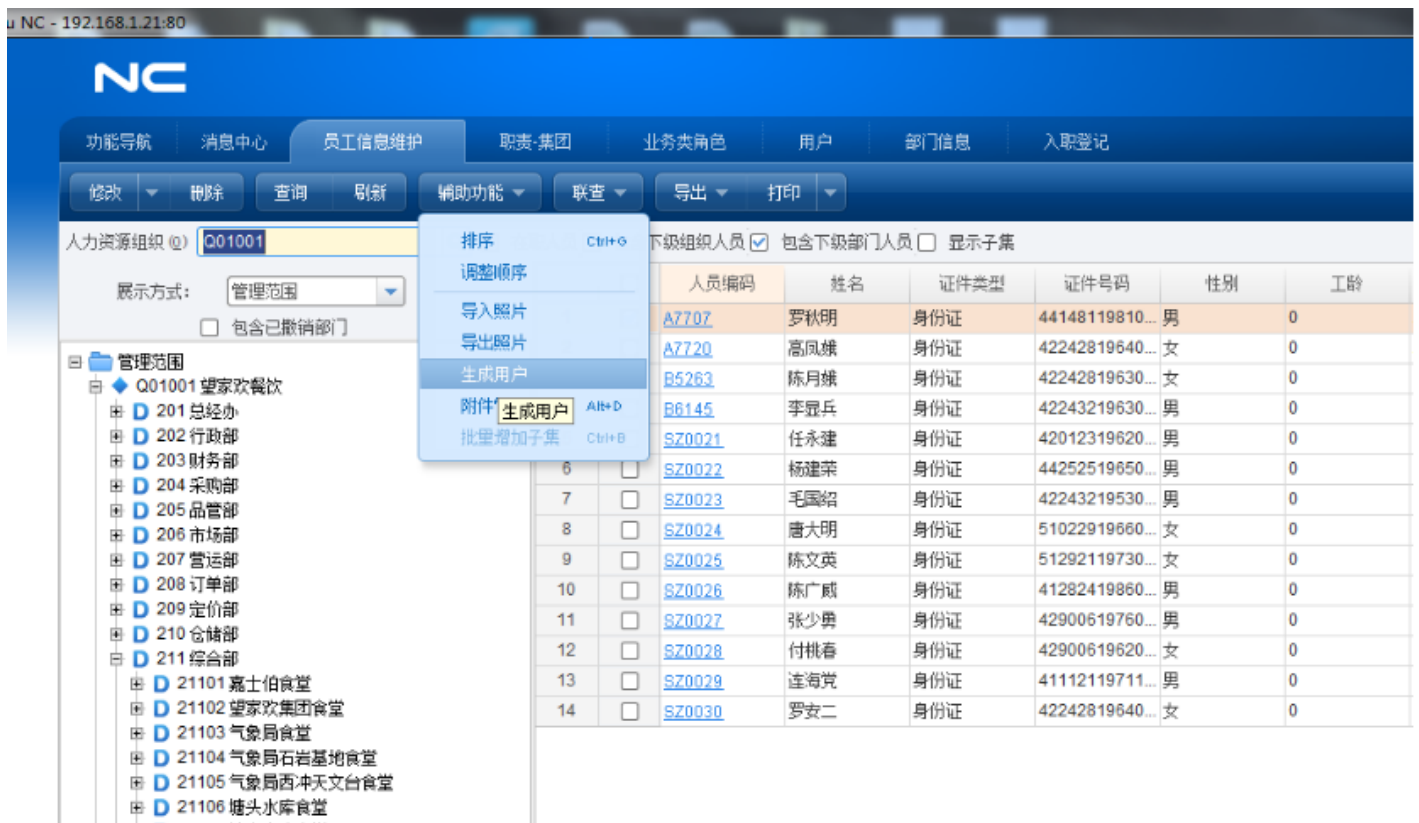 u NC - 192.168.1.21:80
NC
功能导航 消息中心 员工信息维护 职责-集团 业务类角色 用户 部门信息 入职登记
修改 删除 查询 刷新 辅助功能 联查 导出 打印
人力资源组织(O) Q01001 下级组织人员 包含下级部门人员 显示子集
展示方式: 管理范围
包含已撤销部门
管理范围
Q01001 望家欢餐饮
201 总经办
202 行政部
203 财务部
204 采购部
205 品管部
206 市场部
207 营运部
208 订单部
209 定价部
210 仓储部
211 综合部
21101 嘉士伯食堂
21102 望家欢集团食堂
21103 气象局食堂
21104 气象局石岩基地食堂
21105 气象局西冲天文台食堂
21106 塘头水库食堂
排序 Ctrl+G
调整顺序
导入照片
导出照片
生成用户
附件 Alt+D
生成用户
批量增加子集 Ctrl+B
人员编码 姓名 证件类型 证件号码 性别 工龄
A7707 罗秋明 身份证 44148119810... 男 0
A7720 高凤娥 身份证 42242819640... 女 0
B5263 陈月娥 身份证 42242819630... 女 0
B6145 李显兵 身份证 42243219630... 男 0
SZ0021 任永建 身份证 42012319620... 男 0
6 SZ0022 杨建荣 身份证 44252519650... 男 0
7 SZ0023 毛国绍 身份证 42243219530... 男 0
8 SZ0024 唐大明 身份证 51022919660... 女 0
9 SZ0025 陈文英 身份证 51292119730... 女 0
10 SZ0026 陈广威 身份证 41282419860... 男 0
11 SZ0027 张少勇 身份证 42900619760... 男 0
12 SZ0028 付桃春 身份证 42900619620... 女 0
13 SZ0029 连海党 身份证 41112119711... 男 0
14 SZ0030 罗安二 身份证 42242819640... 女 0